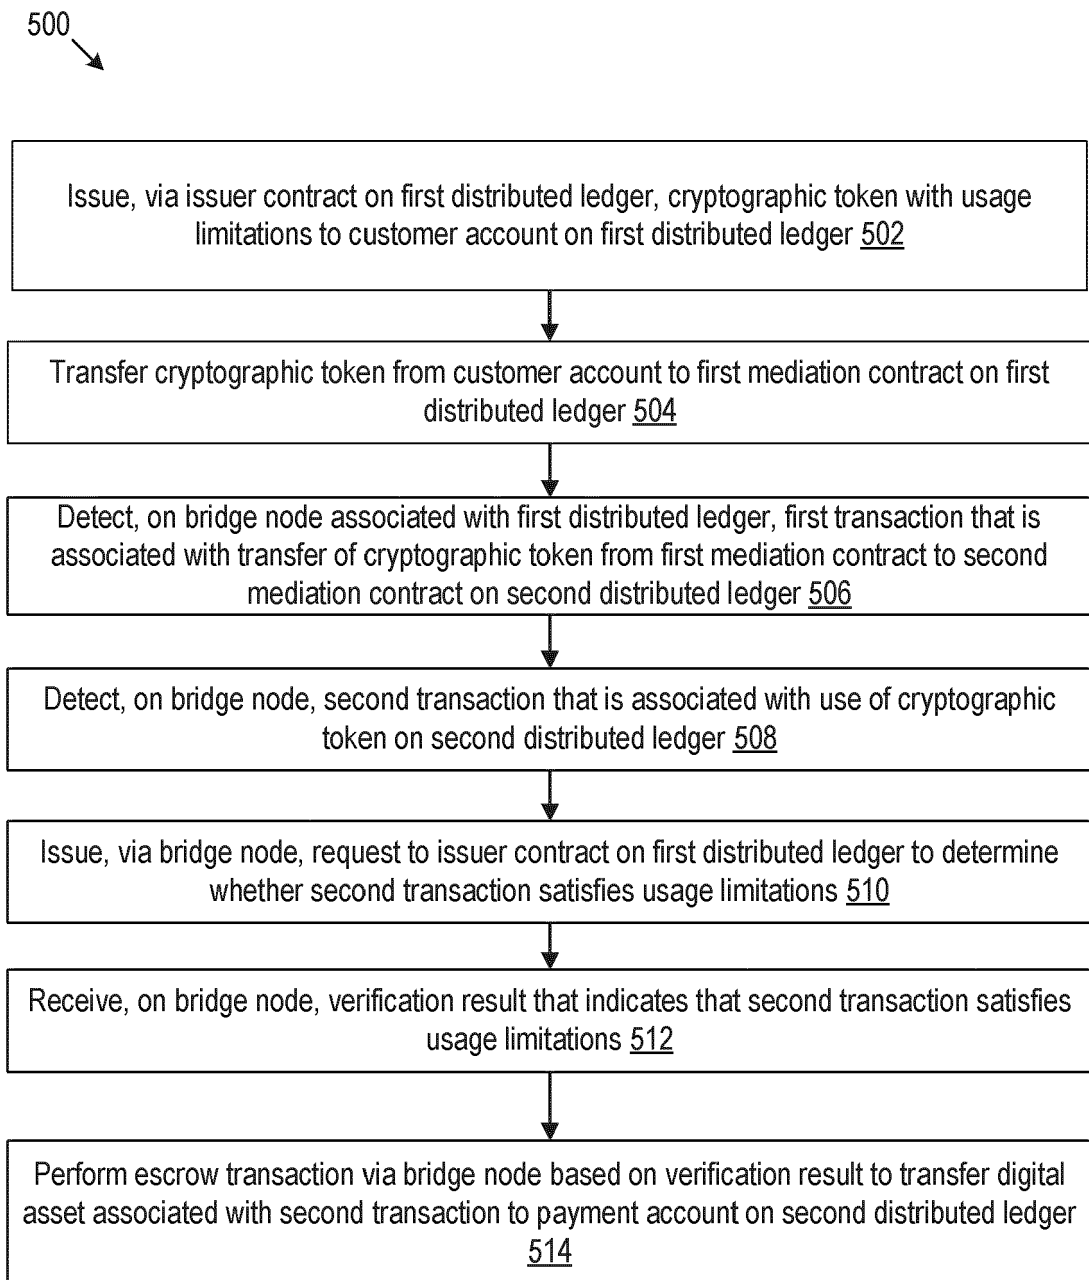 500
Issue, via issuer contract on first distributed ledger, cryptographic token with usage
limitations to customer account on first distributed ledger 502
Transfer cryptographic token from customer account to first mediation contract on first
distributed ledger 504
Detect, on bridge node associated with first distributed ledger, first transaction that is
associated with transfer of cryptographic token from first mediation contract to second
mediation contract on second distributed ledger 506
Detect, on bridge node, second transaction that is associated with use of cryptographic
token on second distributed ledger 508
Issue, via bridge node, request to issuer contract on first distributed ledger to determine
whether second transaction satisfies usage limitations 510
Receive, on bridge node, verification result that indicates that second transaction satisfies
usage limitations 512
Perform escrow transaction via bridge node based on verification result to transfer digital
asset associated with second transaction to payment account on second distributed ledger
514